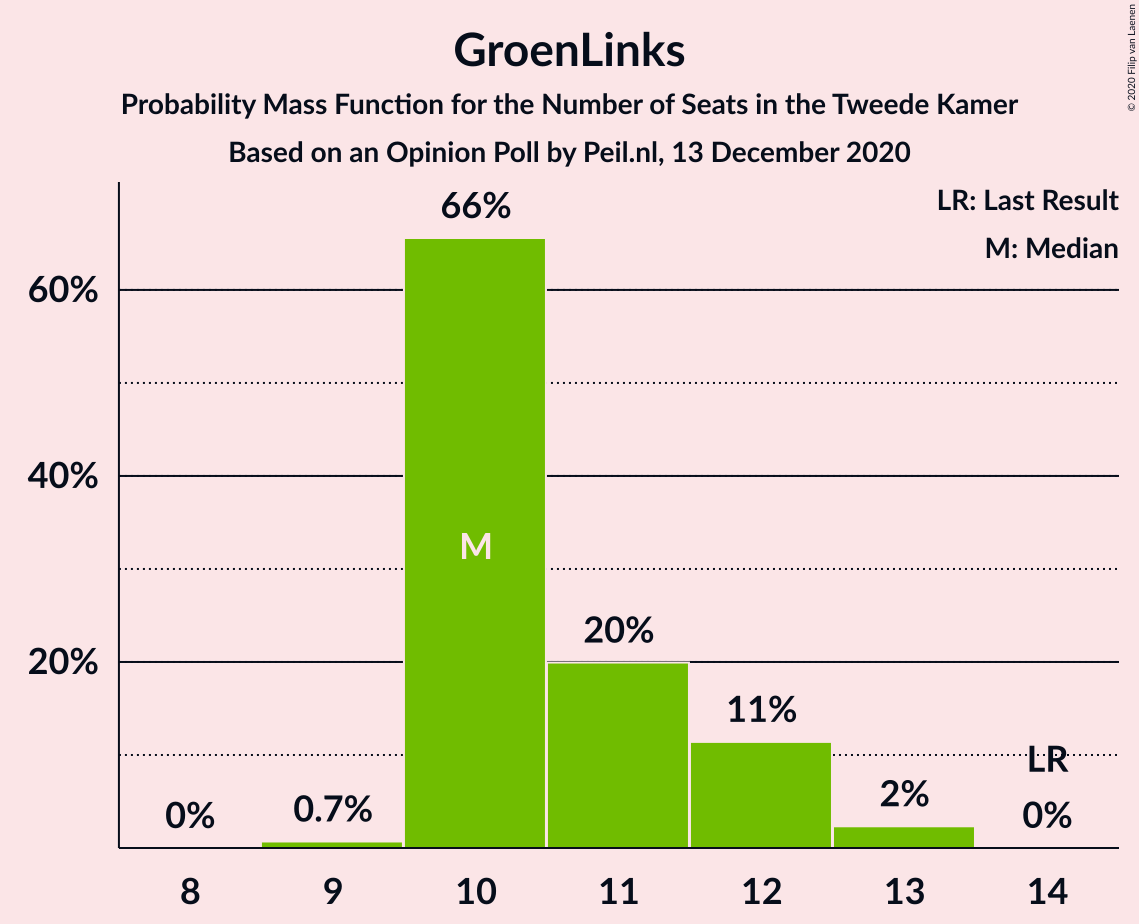 GroenLinks
Probability Mass Function for the Number of Seats in the Tweede Kamer
Based on an Opinion Poll by Peil.nl, 13 December 2020
© 2020 Filip van Laenen
LR: Last Result
M: Median
60%
40%
20%
0%
0.7%
66%
M
20%
11%
2%
LR
0%
8 9 10 11 12 13 14